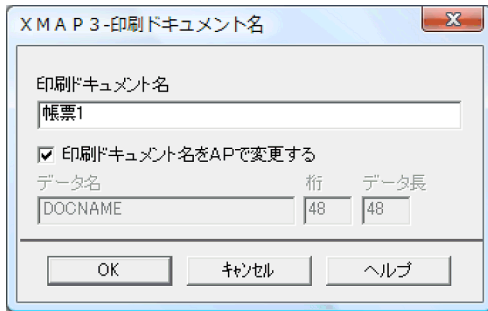 XMAP3-印刷ドキュメント名
印刷ドキュメント名
帳票1
印刷ドキュメント名をAPで変更する
データ名 桁 データ長
DOCNAME 48 48
OK キャンセル ヘルプ